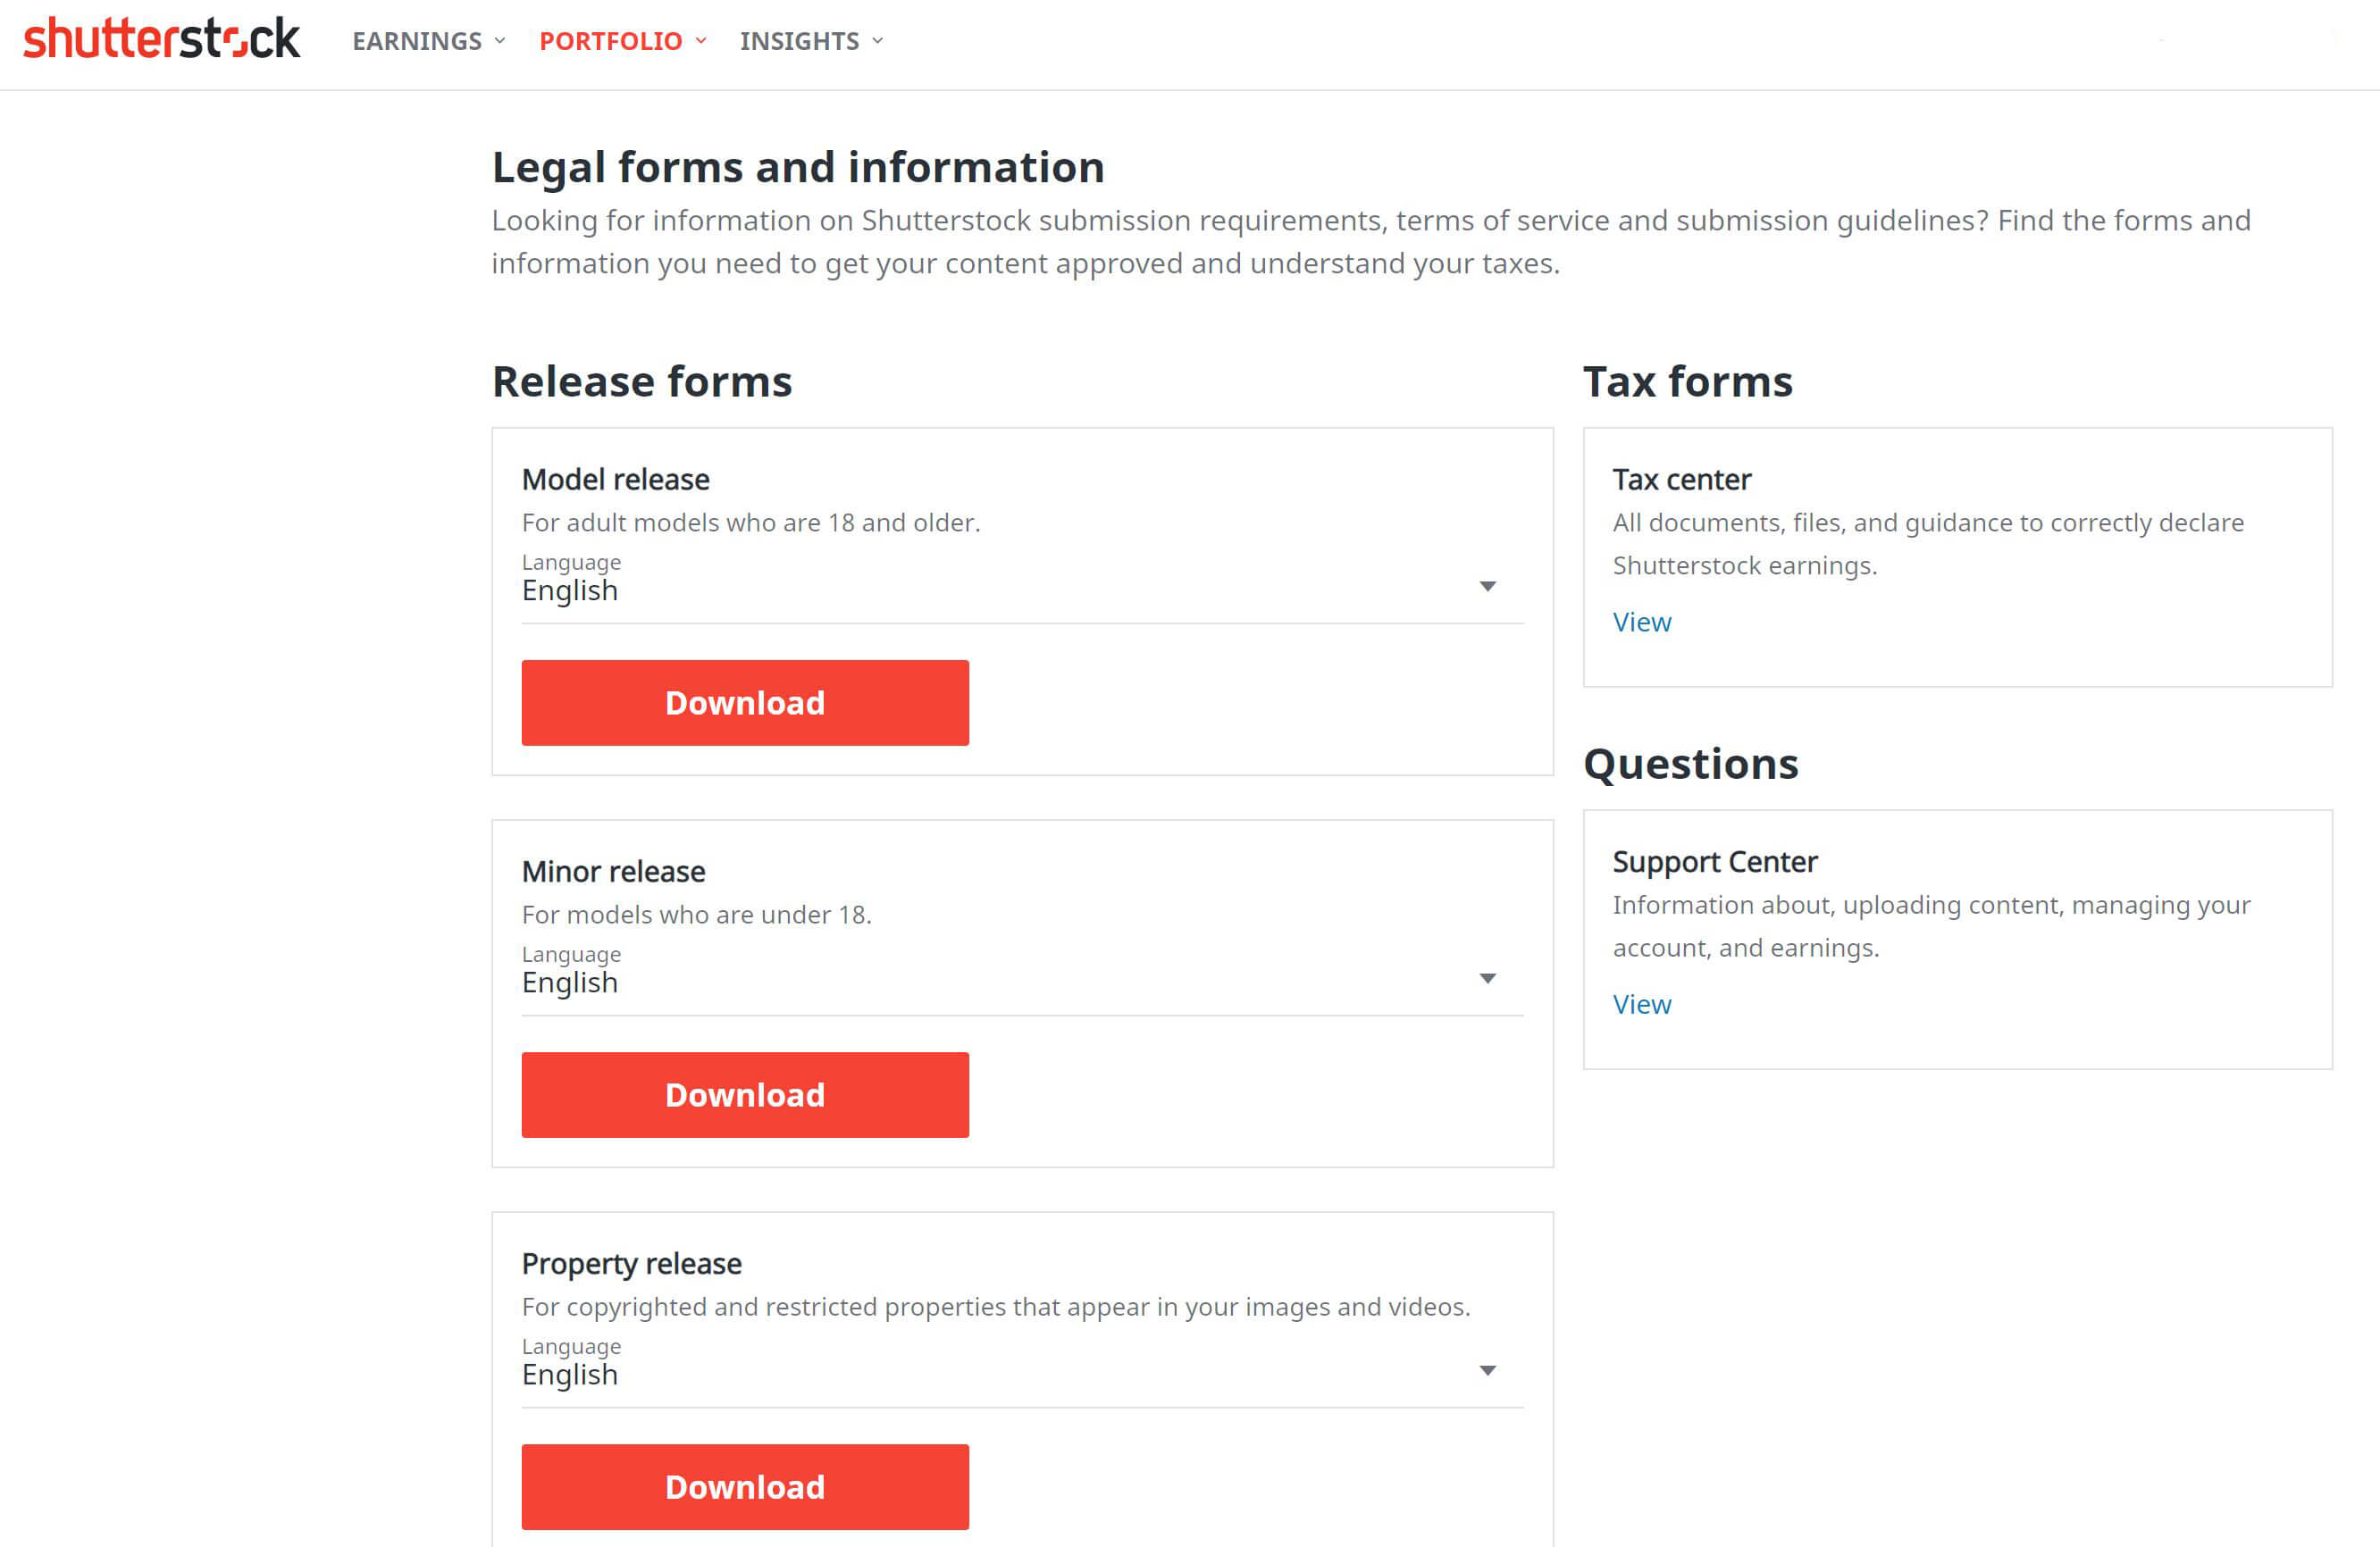 shutterstock
EARNINGS
PORTFOLIO
INSIGHTS
Legal forms and information
Looking for information on Shutterstock submission requirements, terms of service and submission guidelines? Find the forms and
information you need to get your content approved and understand your taxes.
Release forms
Model release
For adult models who are 18 and older.
Language
English
Download
Minor release
For models who are under 18.
Language
English
Download
Property release
For copyrighted and restricted properties that appear in your images and videos.
Language
English
Download
Tax forms
Tax center
All documents, files, and guidance to correctly declare
Shutterstock earnings.
View
Questions
Support Center
Information about, uploading content, managing your
account, and earnings.
View